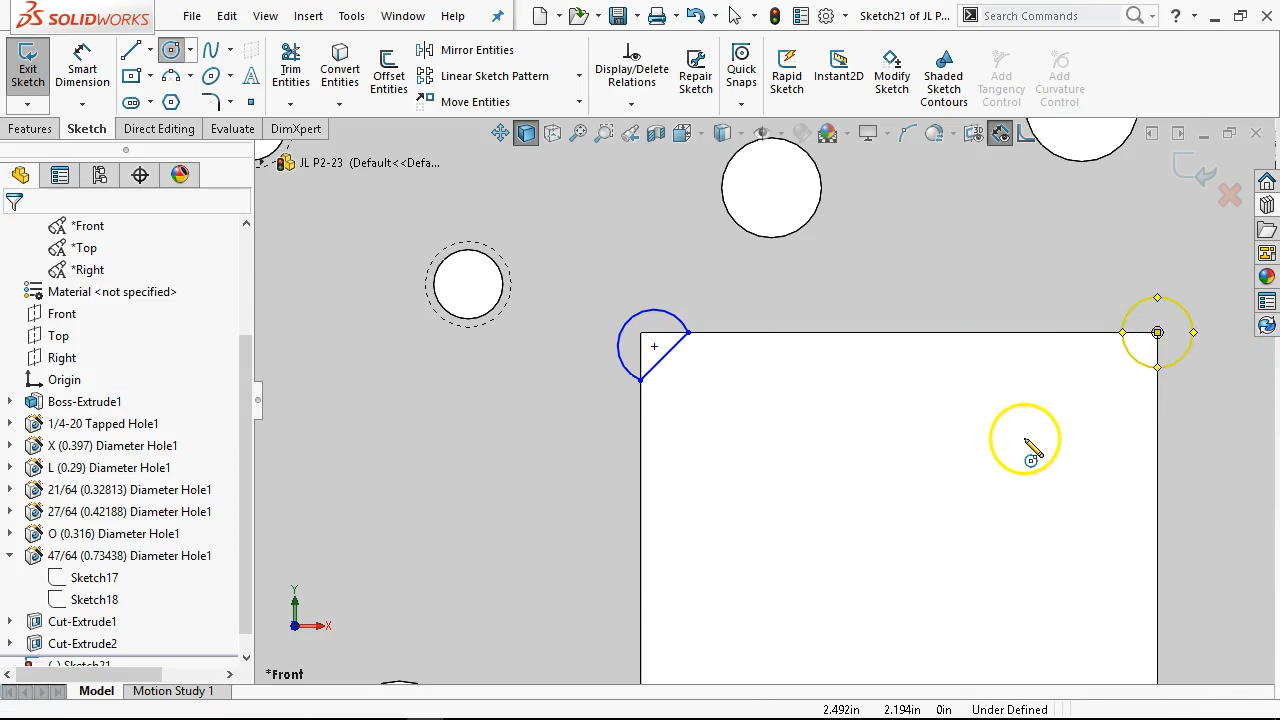 SOLIDWORKS
File Edit View Insert Tools Window Help
Sketch21 of JL P...
Search Commands
Exit Sketch
Smart Dimension
Trim Entities
Convert Entities
Offset Entities
Mirror Entities
Linear Sketch Pattern
Move Entities
Display/Delete Relations
Repair Sketch
Quick Snaps
Rapid Sketch
Instant2D
Modify Sketch
Shaded Sketch Contours
Add Tangency Control
Add Curvature Control
Features Sketch Direct Editing Evaluate DimXpert
JL P2-23 (Default<<Defa...
*Front
*Top
*Right
Material <not specified>
Front
Top
Right
Origin
Boss-Extrude1
1/4-20 Tapped Hole1
X (0.397) Diameter Hole1
L (0.29) Diameter Hole1
21/64 (0.32813) Diameter Hole1
27/64 (0.42188) Diameter Hole1
O (0.316) Diameter Hole1
47/64 (0.73438) Diameter Hole1
Sketch17
Sketch18
Cut-Extrude1
Cut-Extrude2
(-) Sketch21
Y
X
*Front
Model Motion Study 1
2.492in 2.194in 0in Under Defined